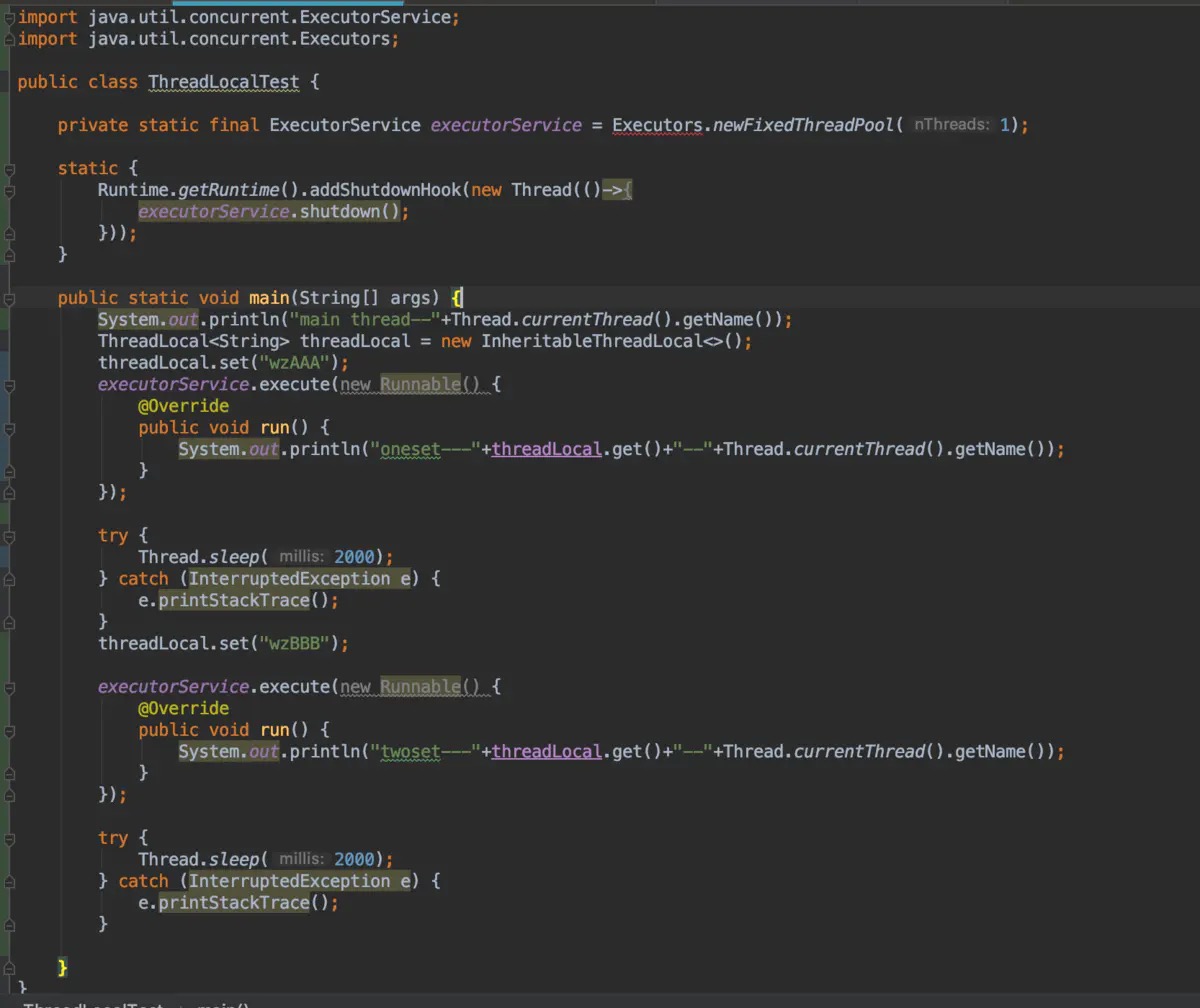 import java.util.concurrent.ExecutorService;
import java.util.concurrent.Executors;
public class ThreadLocalTest {
private static final ExecutorService executorService = Executors.newFixedThreadPool( nThreads: 1);
static {
Runtime.getRuntime().addShutdownHook(new Thread(()->{
executorService.shutdown();
}));
}
public static void main(String[] args) {
System.out.println("main thread--"+Thread.currentThread().getName());
ThreadLocal<String> threadLocal = new InheritableThreadLocal<>();
threadLocal.set("wzAAA");
executorService.execute(new Runnable() {
@Override
public void run() {
System.out.println("oneset---"+threadLocal.get()+"--"+Thread.currentThread().getName());
}
});
try {
Thread.sleep( millis: 2000);
} catch (InterruptedException e) {
e.printStackTrace();
}
threadLocal.set("wzBBB");
executorService.execute(new Runnable() {
@Override
public void run() {
System.out.println("twoset---"+threadLocal.get()+"--"+Thread.currentThread().getName());
}
});
try {
Thread.sleep( millis: 2000);
} catch (InterruptedException e) {
e.printStackTrace();
}
}
}
ThreadLocalTest main()